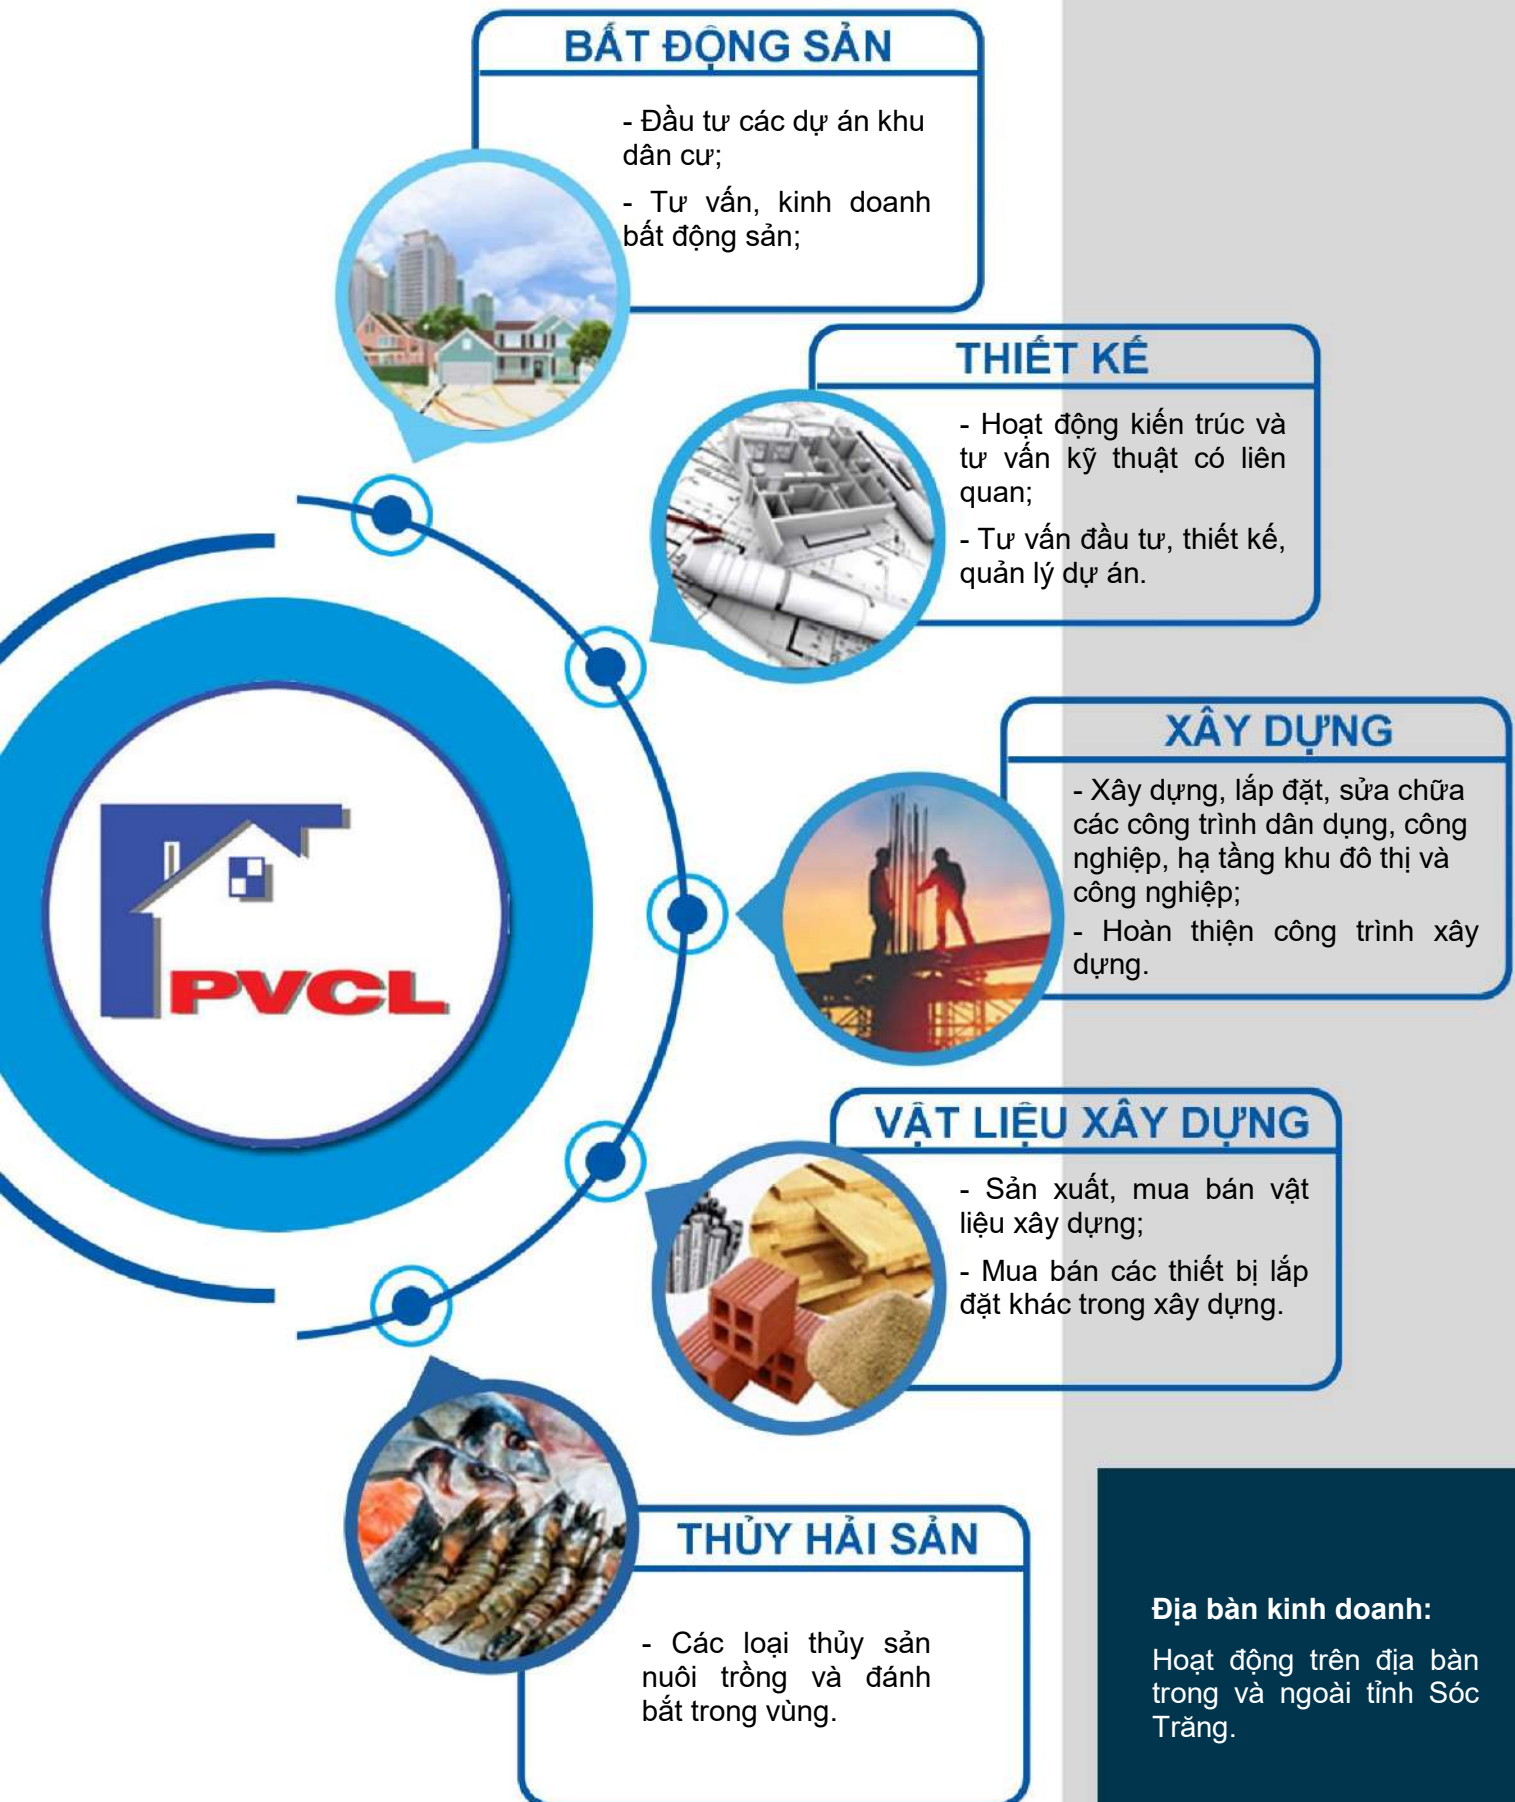 BẤT ĐỘNG SẢN
- Đầu tư các dự án khu
dân cư;
- Tư vấn, kinh doanh
bất động sản;
THIẾT KẾ
- Hoạt động kiến trúc và
tư vấn kỹ thuật có liên
quan;
- Tư vấn đầu tư, thiết kế,
quản lý dự án.
XÂY DỰNG
- Xây dựng, lắp đặt, sửa chữa
các công trình dân dụng, công
nghiệp, hạ tầng khu đô thị và
công nghiệp;
- Hoàn thiện công trình xây
dựng.
PVCL
VẬT LIỆU XÂY DỰNG
- Sản xuất, mua bán vật
liệu xây dựng;
- Mua bán các thiết bị lắp
đặt khác trong xây dựng.
THỦY HẢI SẢN
- Các loại thủy sản
nuôi trồng và đánh
bắt trong vùng.
Địa bàn kinh doanh:
Hoạt động trên địa bàn
trong và ngoài tỉnh Sóc
Trăng.